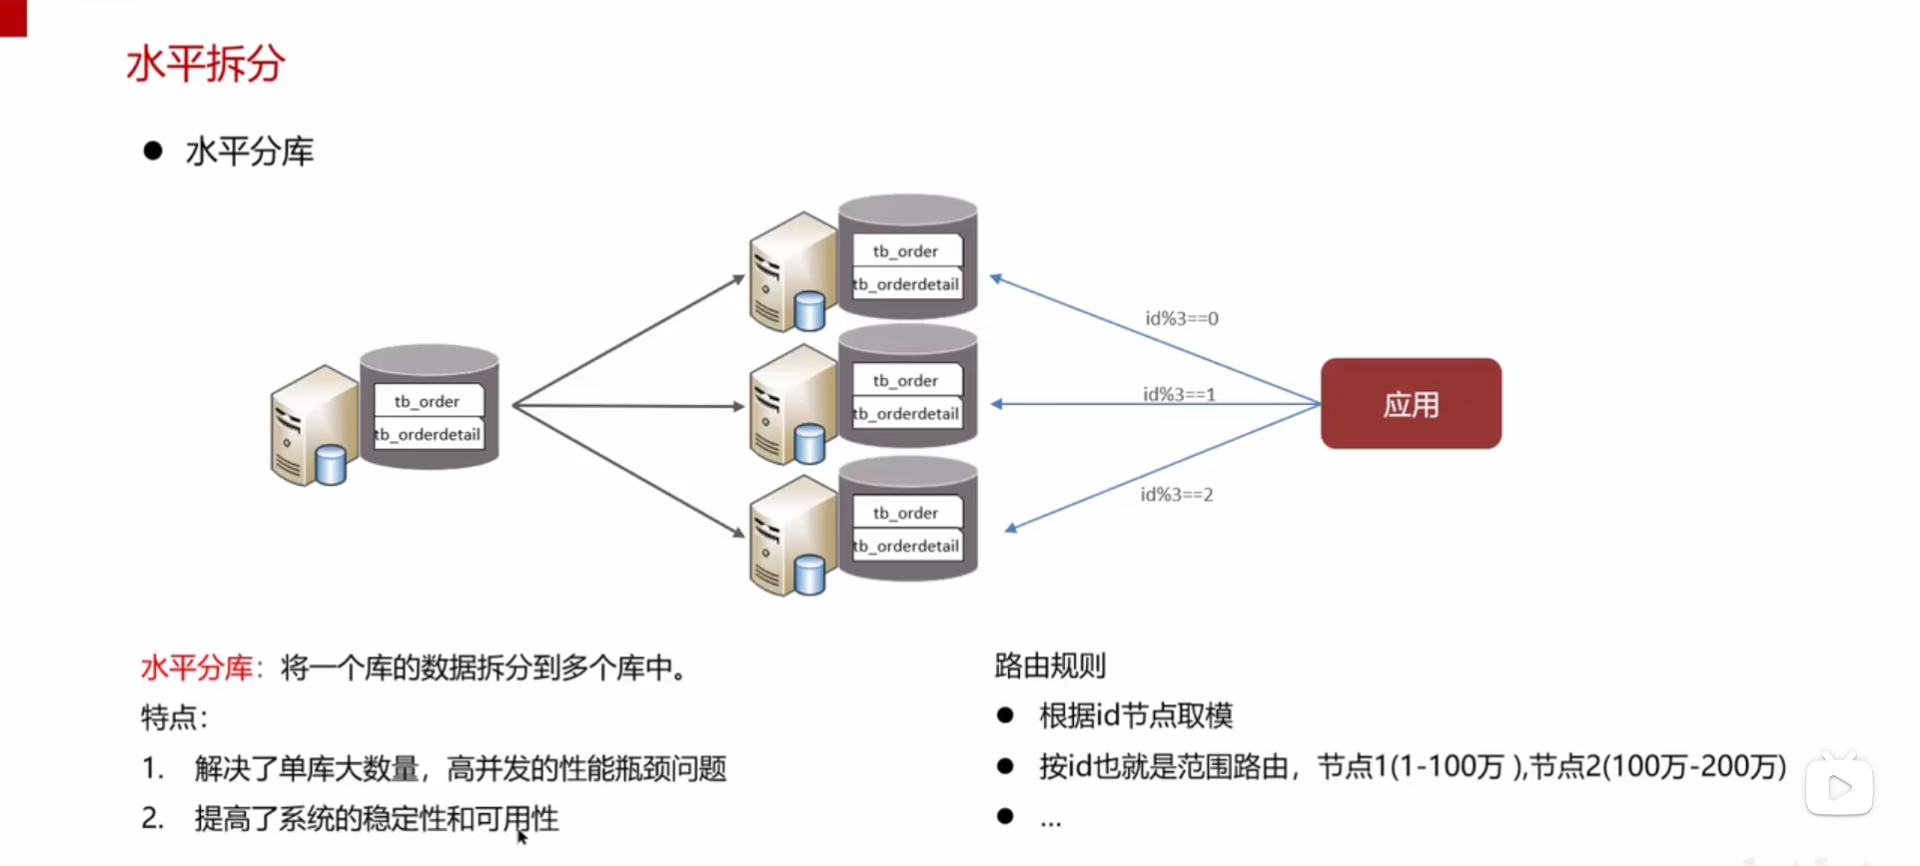 水平拆分
● 水平分库
tb_order
tb_orderdetail
tb_order
tb_orderdetail
tb_order
tb_orderdetail
tb_order
tb_orderdetail
id%3==0
id%3==1
id%3==2
应用
水平分库：将一个库的数据拆分到多个库中。
特点：
1. 解决了单库大数量，高并发的性能瓶颈问题
2. 提高了系统的稳定性和可用性
路由规则
● 根据id节点取模
● 按id也就是范围路由，节点1(1-100万 ),节点2(100万-200万)
● ...